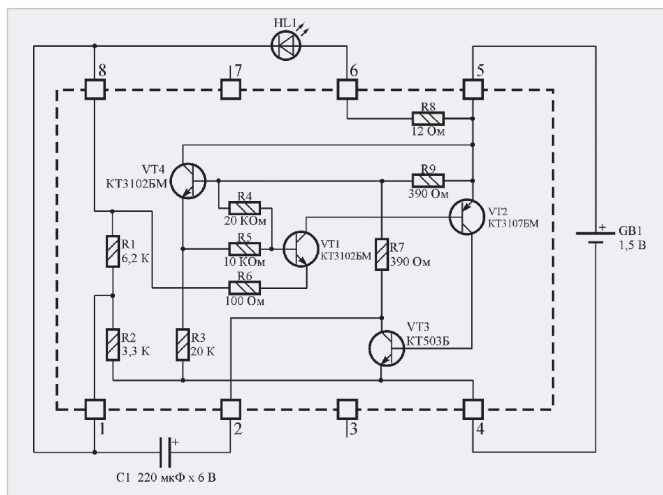 HL1
8
7
6
5
R8
12 Ом
VT4
КТ3102БМ
R9
390 Ом
R4
20 КОм
VT2
КТ3107БМ
GB1
+
1,5 В
R1
6,2 К
R5
10 КОм
VT1
КТ3102БМ
R7
390 Ом
R6
100 Ом
R2
3,3 К
R3
20 К
VT3
КТ503Б
1
2
3
4
+
C1 220 мкФ х 6 В